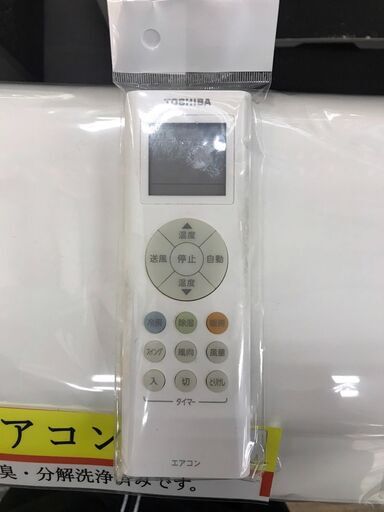 TOSHIBA
温度
送風 停止 自動
温度
冷房 除湿 暖房
スイング 風向 風量
入 切 とりけし
タイマー
エアコン
アコン
臭・分解洗浄済みです。